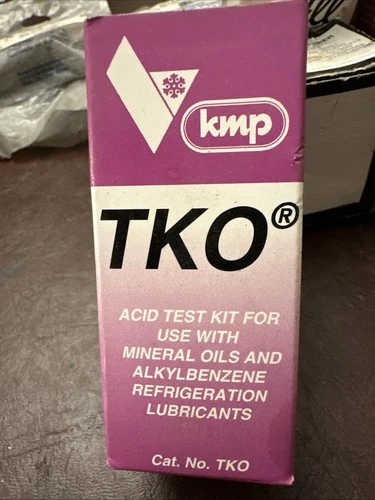 kmp
TKO®
ACID TEST KIT FOR
USE WITH
MINERAL OILS AND
ALKYLBENZENE
REFRIGERATION
LUBRICANTS
Cat. No. TKO